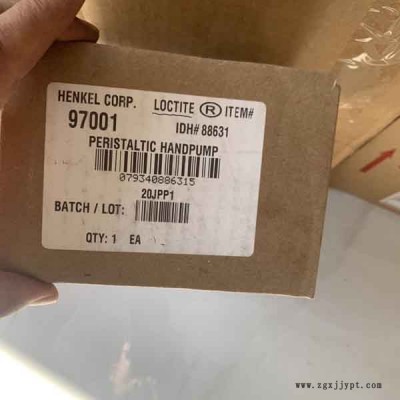 HENKEL CORP. LOCTITE ® ITEM#
97001 IDH# 88631
PERISTALTIC HANDPUMP
079340886315
20JPP1
BATCH / LOT:
QTY: 1 EA
www.zgxjjypt.com